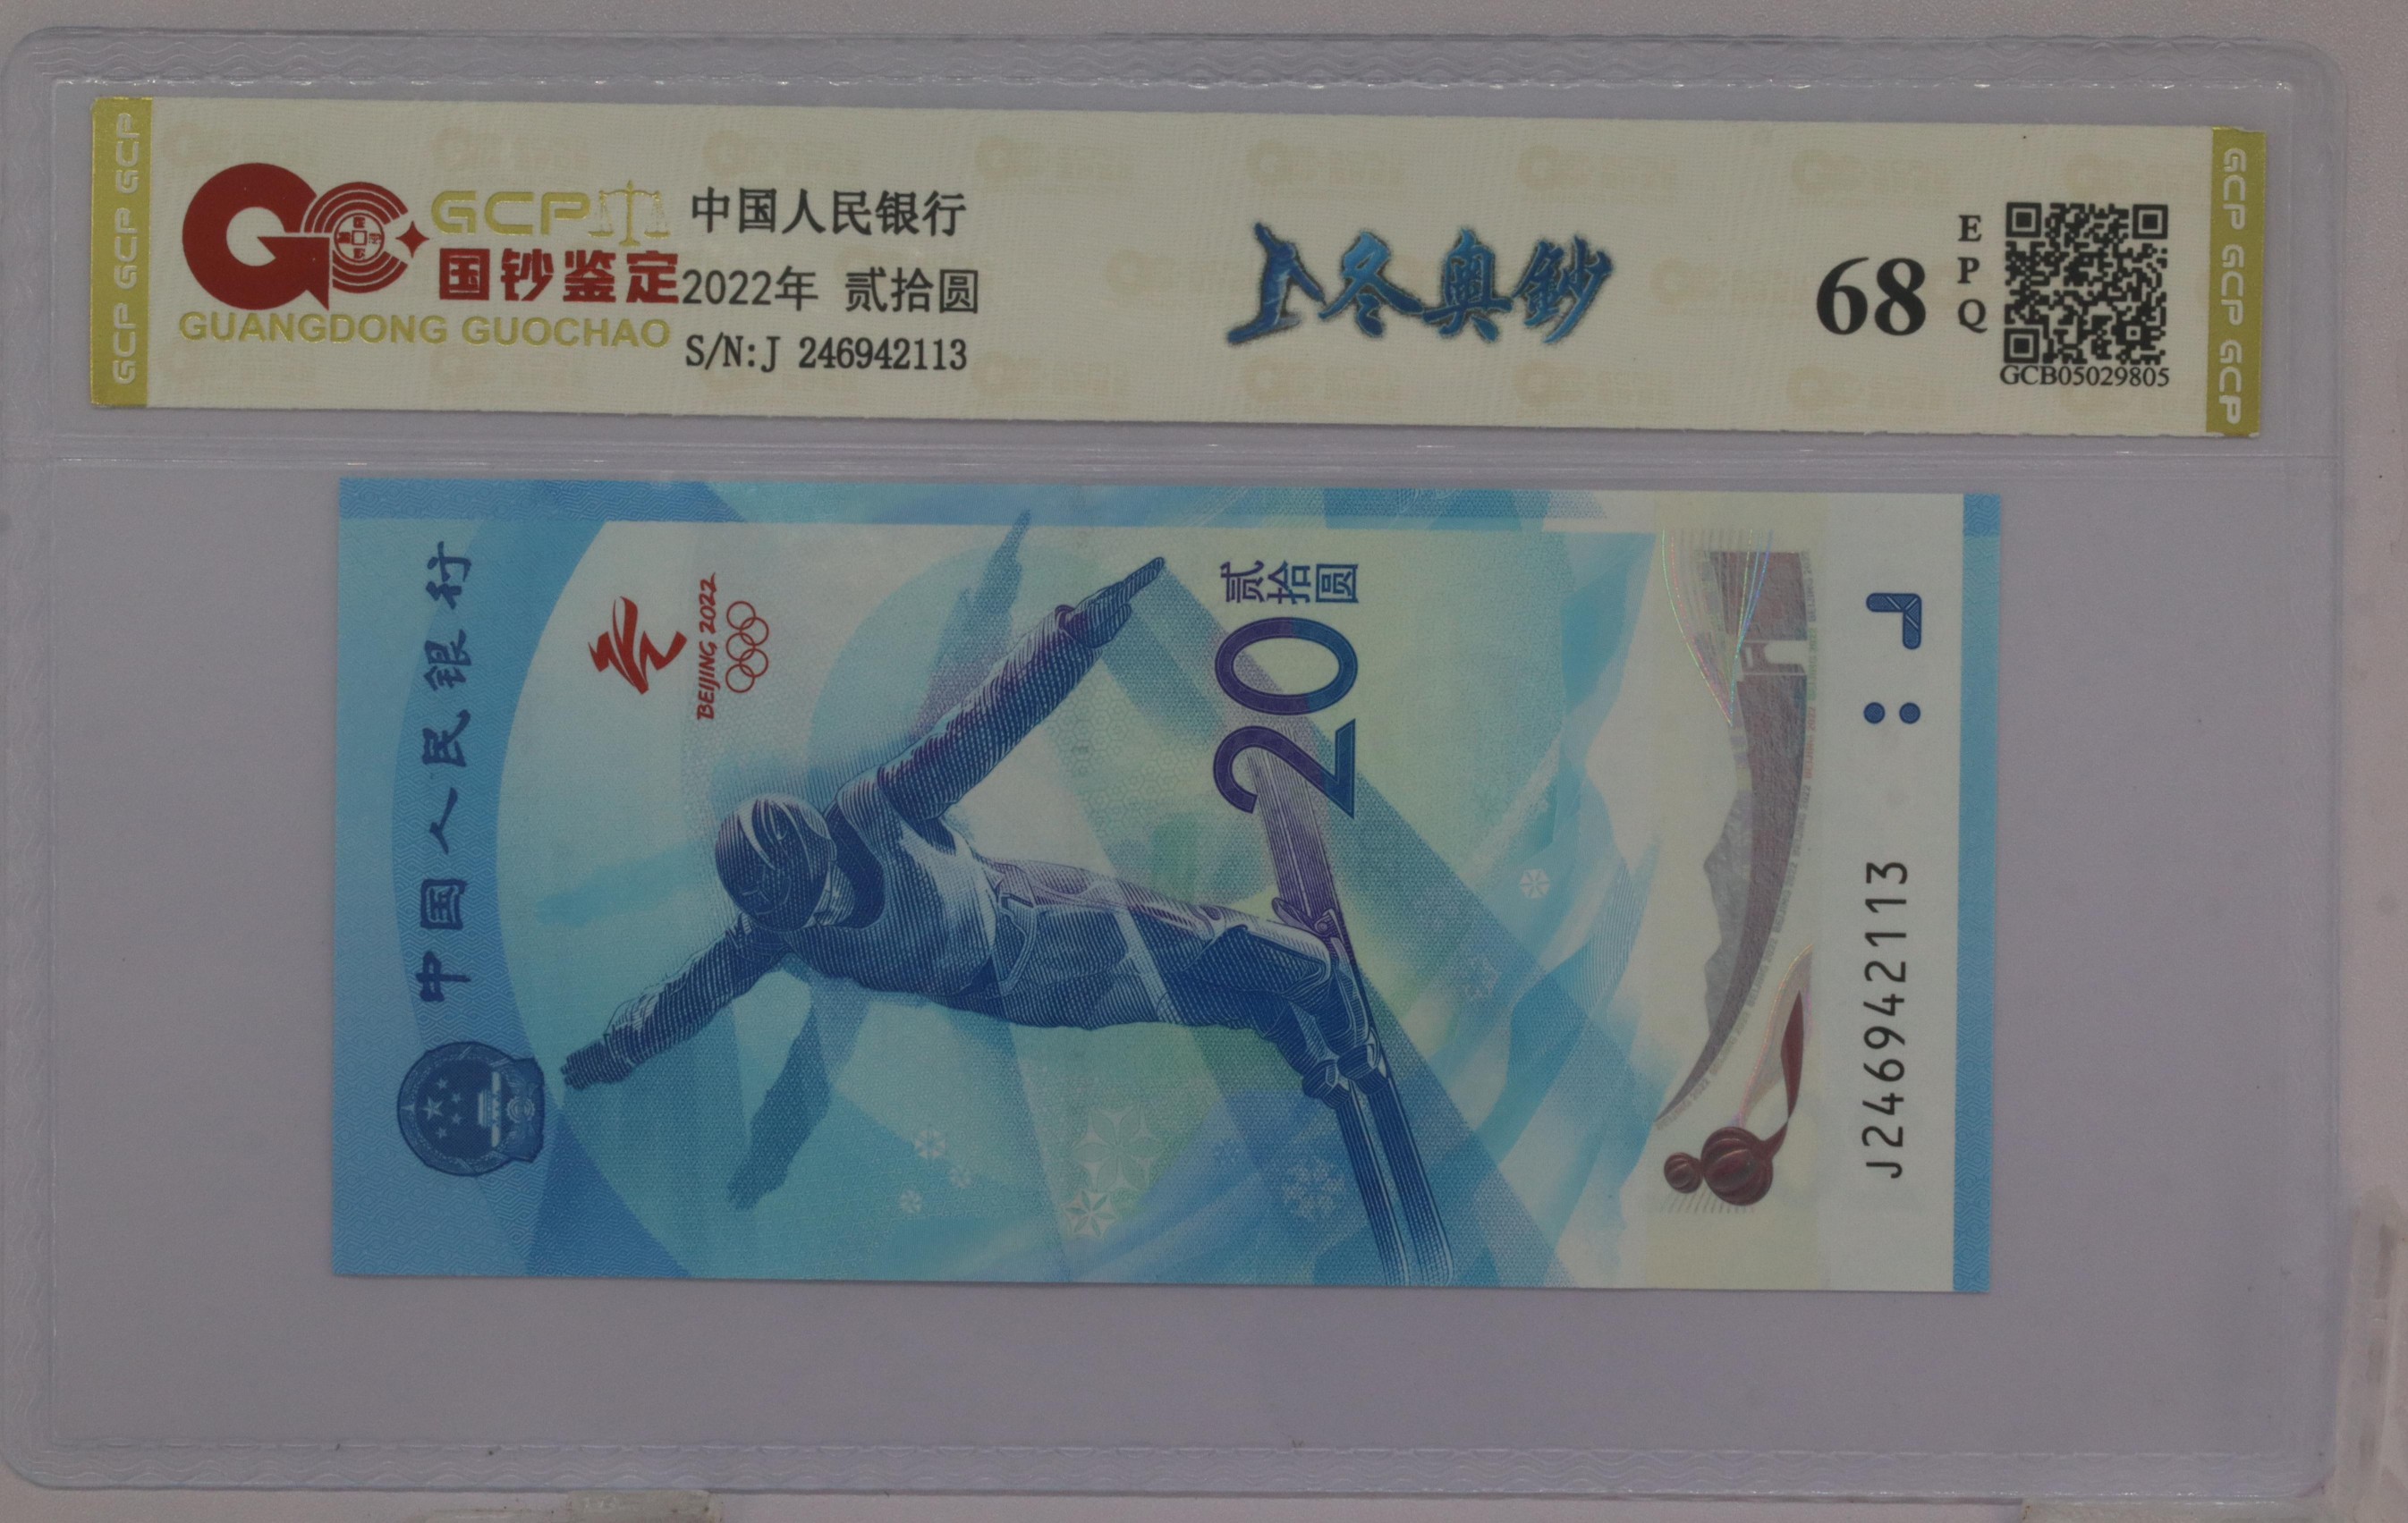 GCP GCP GCP
GCP
国钞鉴定
GUANGDONG GUOCHAO
中国人民银行
2022年 贰拾圆
S/N:J 246942113
冬奥鈔
68
EPQ
GCB05029805
GCP GCP GCP
中国人民银行
BEIJING 2022
贰拾圆
20
J246942113